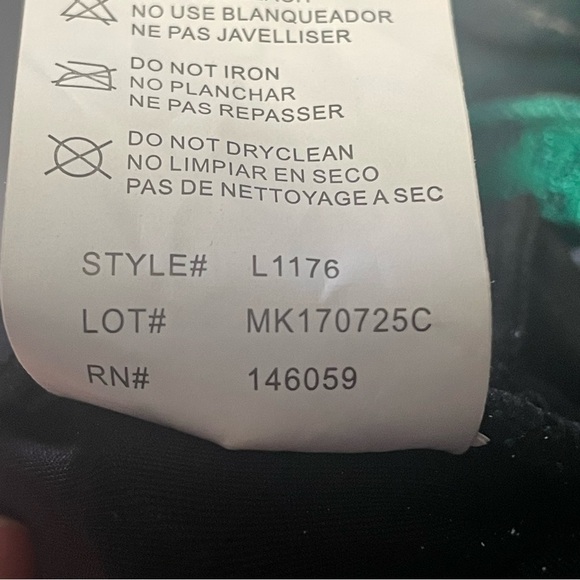 NO USE BLANQUEADOR
NE PAS JAVELLISER
DO NOT IRON
NO PLANCHAR
NE PAS REPASSER
DO NOT DRYCLEAN
NO LIMPIAR EN SECO
PAS DE NETTOYAGE A SEC
STYLE# L1176
LOT# MK170725C
RN# 146059